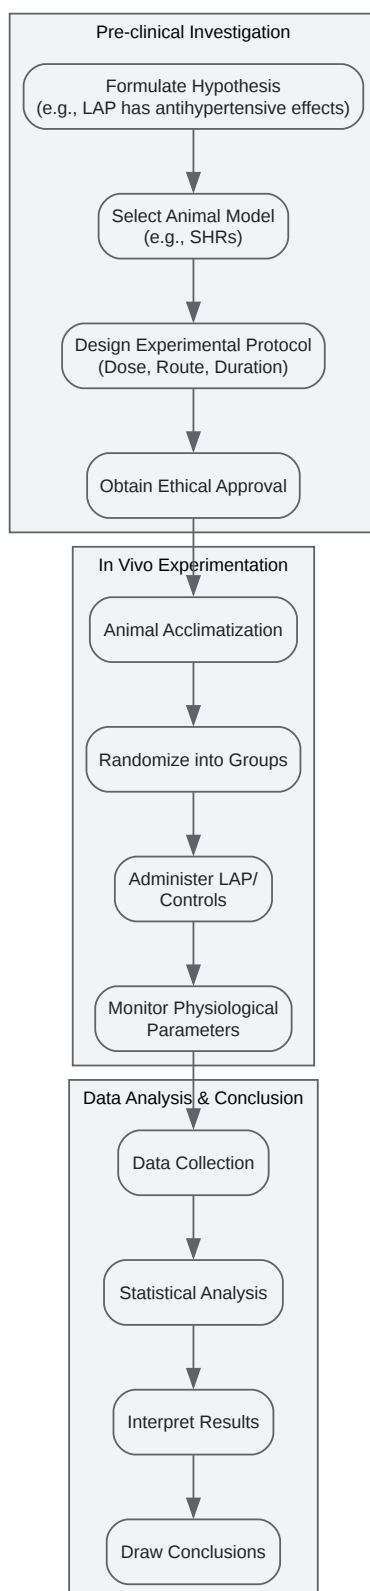 Pre-clinical Investigation
Formulate Hypothesis
(e.g., LAP has antihypertensive effects)
Select Animal Model
(e.g., SHRs)
Design Experimental Protocol
(Dose, Route, Duration)
Obtain Ethical Approval
In Vivo Experimentation
Animal Acclimatization
Randomize into Groups
Administer LAP/
Controls
Monitor Physiological
Parameters
Data Analysis & Conclusion
Data Collection
Statistical Analysis
Interpret Results
Draw Conclusions